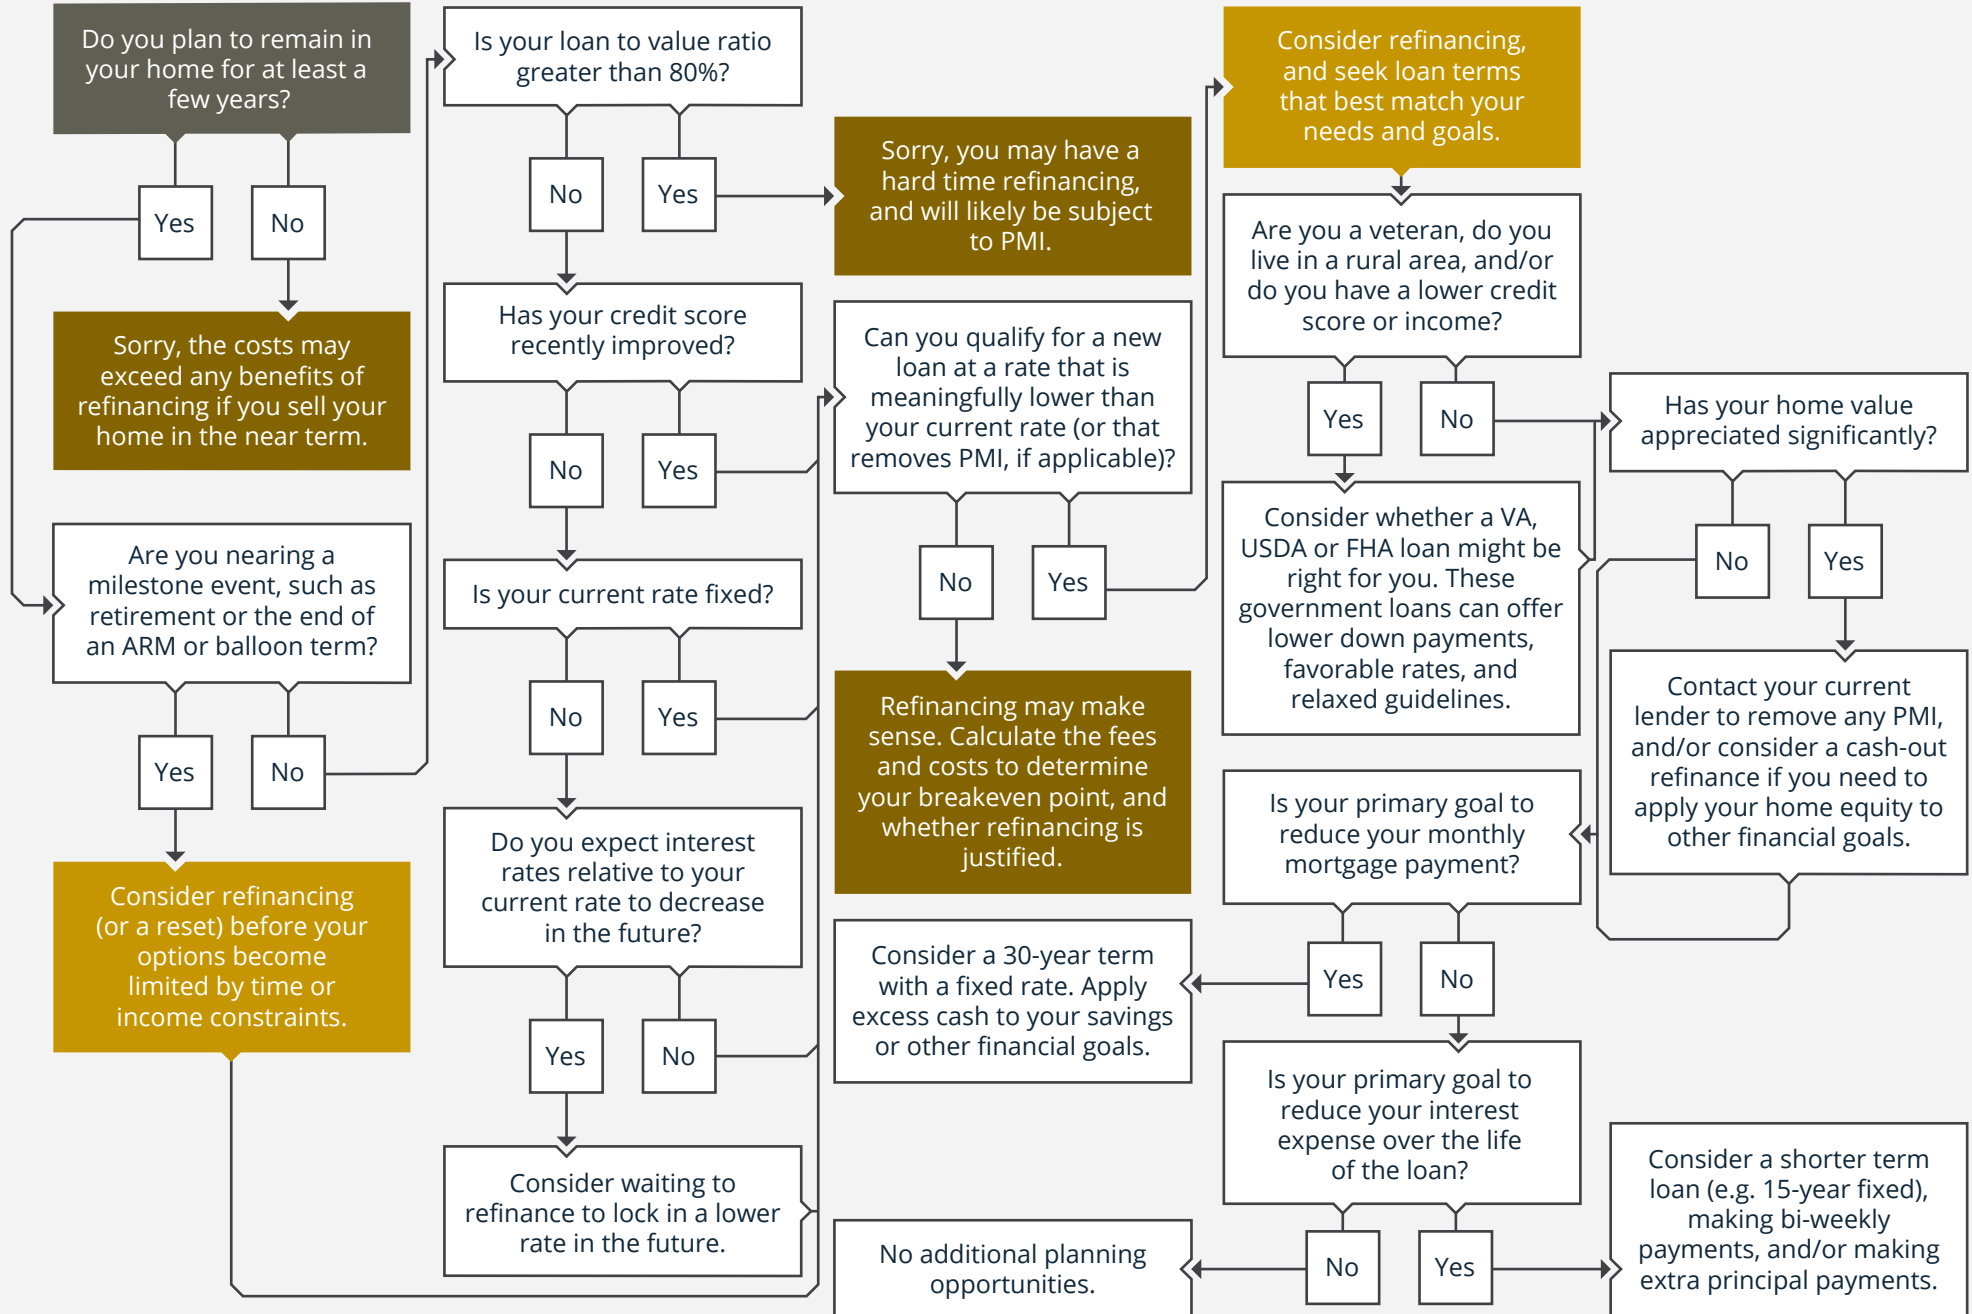 Do you plan to remain in
your home for at least a
few years?
Yes
No
Sorry, the costs may
exceed any benefits of
refinancing if you sell your
home in the near term.
Are you nearing a
milestone event, such as
retirement or the end of
an ARM or balloon term?
Yes
No
Consider refinancing
(or a reset) before your
options become
limited by time or
income constraints.
Is your loan to value ratio
greater than 80%?
No
Yes
Sorry, you may have a
hard time refinancing,
and will likely be subject
to PMI.
Has your credit score
recently improved?
No
Yes
Is your current rate fixed?
No
Yes
Do you expect interest
rates relative to your
current rate to decrease
in the future?
Yes
No
Consider waiting to
refinance to lock in a lower
rate in the future.
Can you qualify for a new
loan at a rate that is
meaningfully lower than
your current rate (or that
removes PMI, if applicable)?
No
Yes
Refinancing may make
sense. Calculate the fees
and costs to determine
your breakeven point, and
whether refinancing is
justified.
Consider refinancing,
and seek loan terms
that best match your
needs and goals.
Are you a veteran, do you
live in a rural area, and/or
do you have a lower credit
score or income?
Yes
No
Consider whether a VA,
USDA or FHA loan might be
right for you. These
government loans can offer
lower down payments,
favorable rates, and
relaxed guidelines.
Has your home value
appreciated significantly?
No
Yes
Contact your current
lender to remove any PMI,
and/or consider a cash-out
refinance if you need to
apply your home equity to
other financial goals.
Is your primary goal to
reduce your monthly
mortgage payment?
Yes
No
Consider a 30-year term
with a fixed rate. Apply
excess cash to your savings
or other financial goals.
Is your primary goal to
reduce your interest
expense over the life
of the loan?
No
Yes
No additional planning
opportunities.
Consider a shorter term
loan (e.g. 15-year fixed),
making bi-weekly
payments, and/or making
extra principal payments.